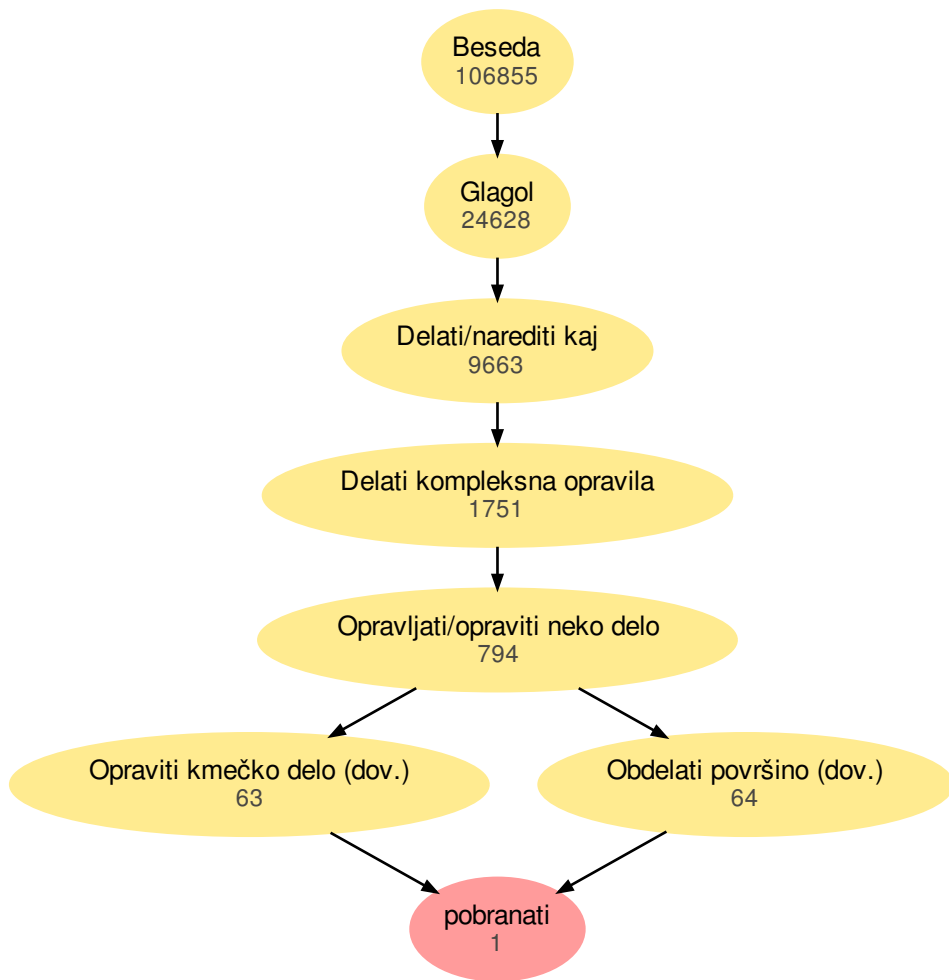 Beseda
106855
Glagol
24628
Delati/narediti kaj
9663
Delati kompleksna opravila
1751
Opravljati/opraviti neko delo
794
Opraviti kmečko delo (dov.)
63
Obdelati površino (dov.)
64
pobranati
1